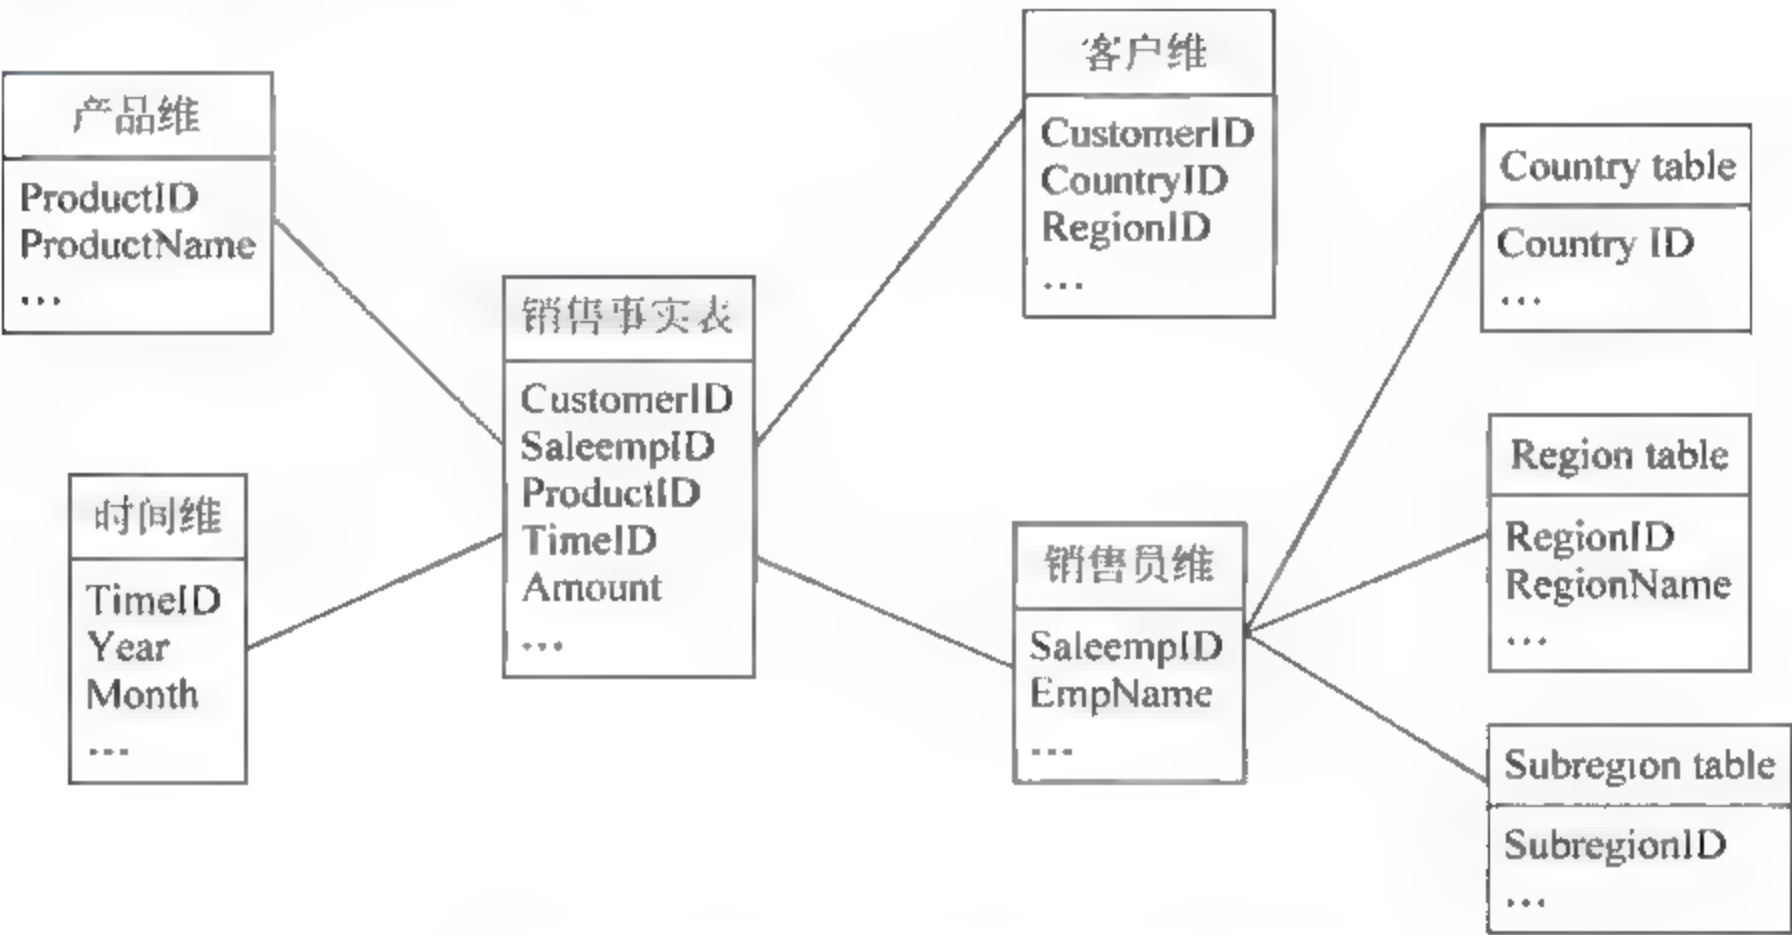 产品维
ProductID
ProductName
...
时间维
TimeID
Year
Month
...
销售事实表
CustomerID
SaleempID
ProductID
TimeID
Amount
...
客户维
CustomerID
CountryID
RegionID
...
销售员维
SaleempID
EmpName
...
Country table
Country ID
...
Region table
RegionID
RegionName
...
Subregion table
SubregionID
...